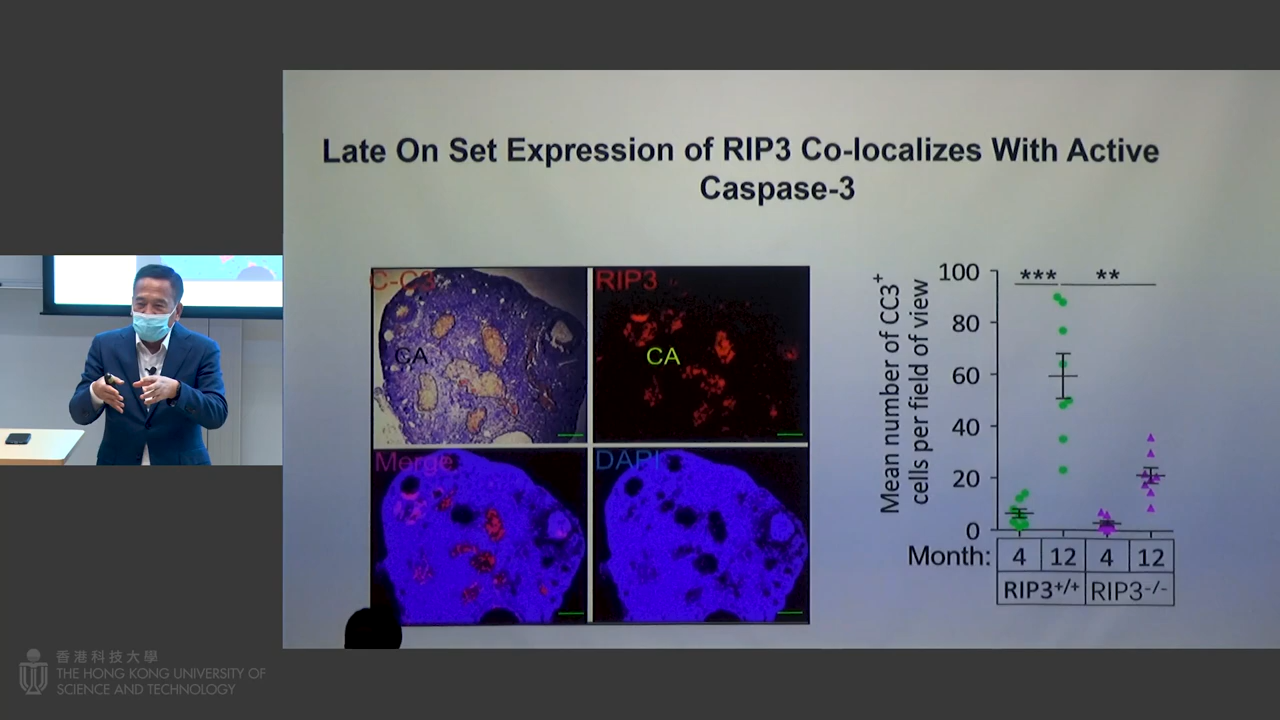 Late On Set Expression of RIP3 Co-localizes With Active
Caspase-3
C-C3
CA
RIP3
CA
Merge
DAPI
Mean number of CC3+
cells per field of view
100
80
60
40
20
0
***
**
Month:
4
12
4
12
RIP3+/+
RIP3-/-
香港科技大學
THE HONG KONG UNIVERSITY OF
SCIENCE AND TECHNOLOGY